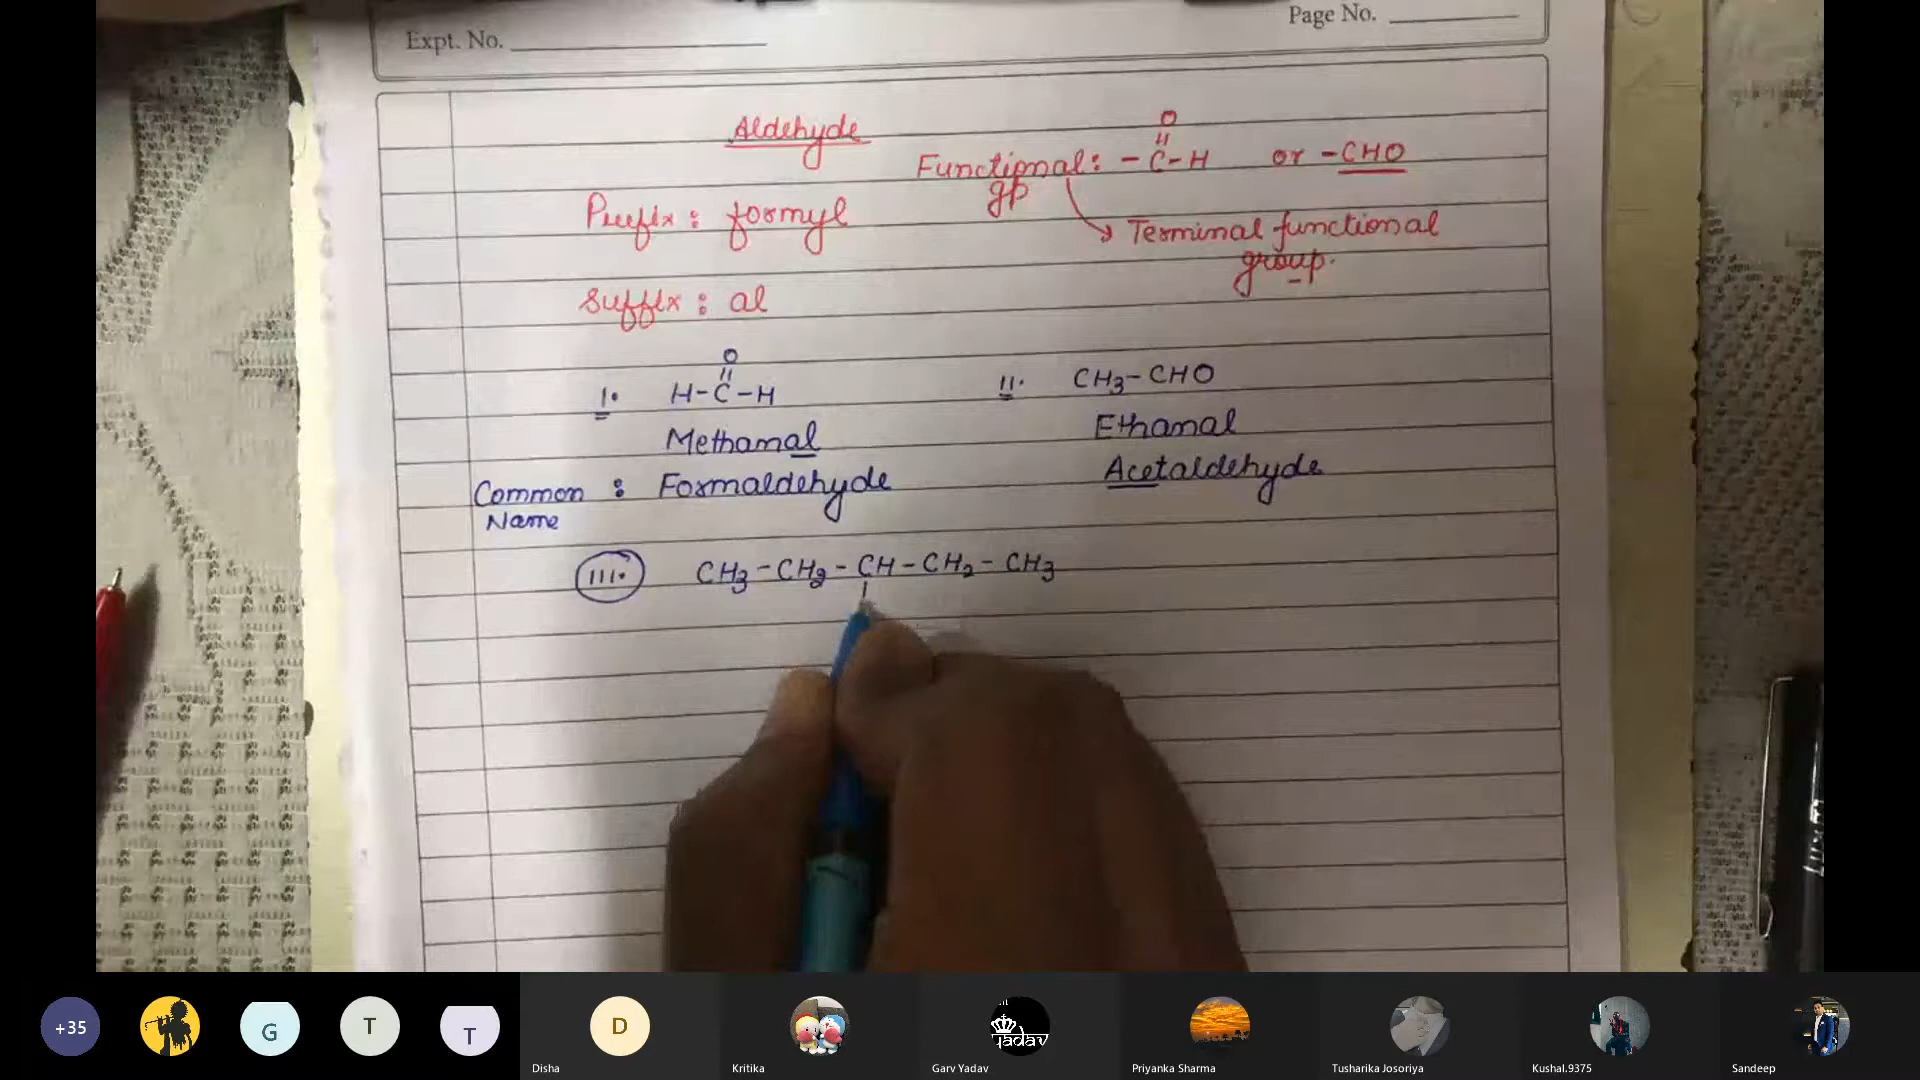 Expt. No.
Page No.
Aldehyde
O
||
Functional: - C - H or - CHO
gp
Prefix : formyl
Terminal functional
group.
Suffix : al
O
||
I. H - C - H
II. CH3 - CHO
Methanal
Ethanal
Common : Formaldehyde
Name
Acetaldehyde
III. CH3 - CH2 - CH - CH2 - CH3
+35
G
T
T
D
Disha
Kritika
Yadav
Garv Yadav
Priyanka Sharma
Tusharika Josoriya
Kushal.9375
Sandeep